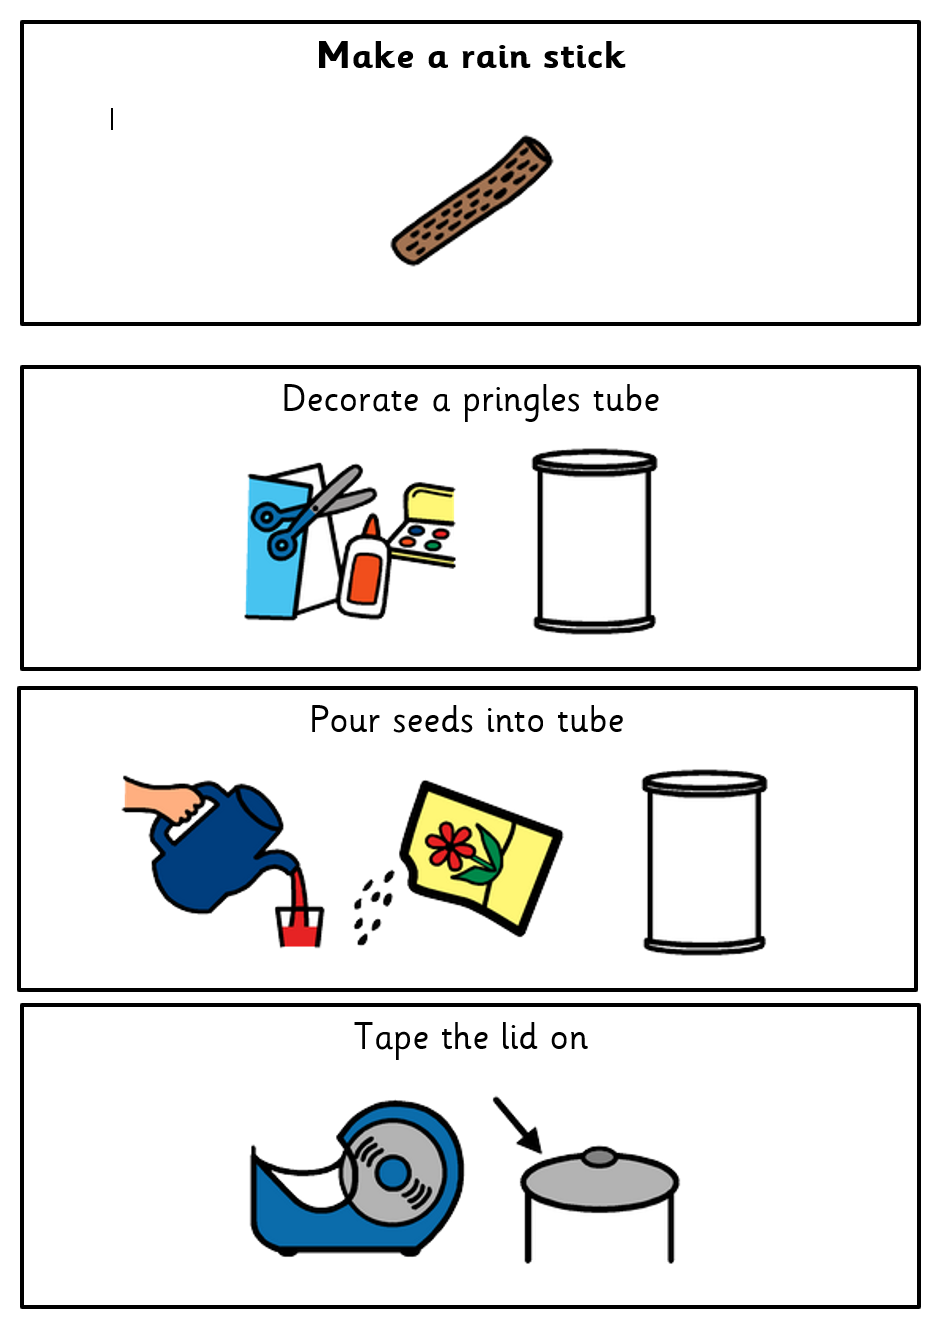 Make a rain stick
Decorate a pringles tube
Pour seeds into tube
Tape the lid on